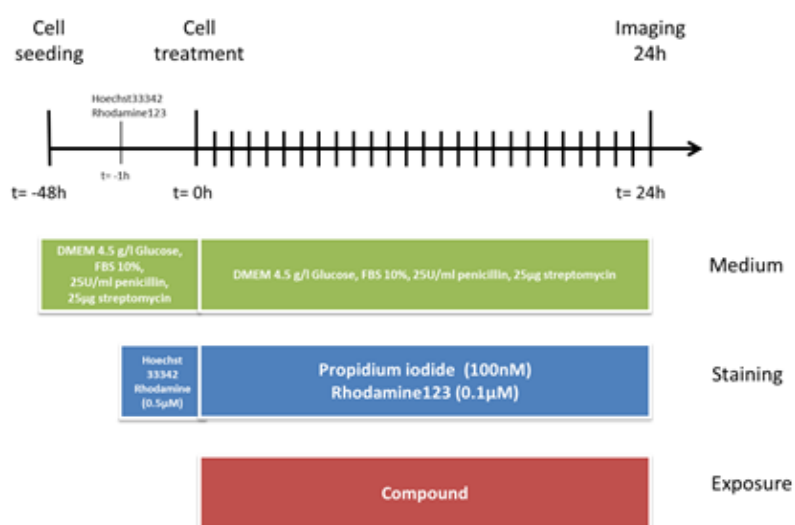 Cell
seeding
Cell
treatment
Imaging
24h
Hoechst33342
Rhodamine123
t= -1h
t= -48h
t= 0h
t= 24h
DMEM 4.5 g/l Glucose,
FBS 10%,
25U/ml penicillin,
25µg streptomycin
DMEM 4.5 g/l Glucose, FBS 10%, 25U/ml penicillin, 25µg streptomycin
Medium
Hoechst
33342
Rhodamine
(0.5µM)
Propidium iodide (100nM)
Rhodamine123 (0.1µM)
Staining
Compound
Exposure